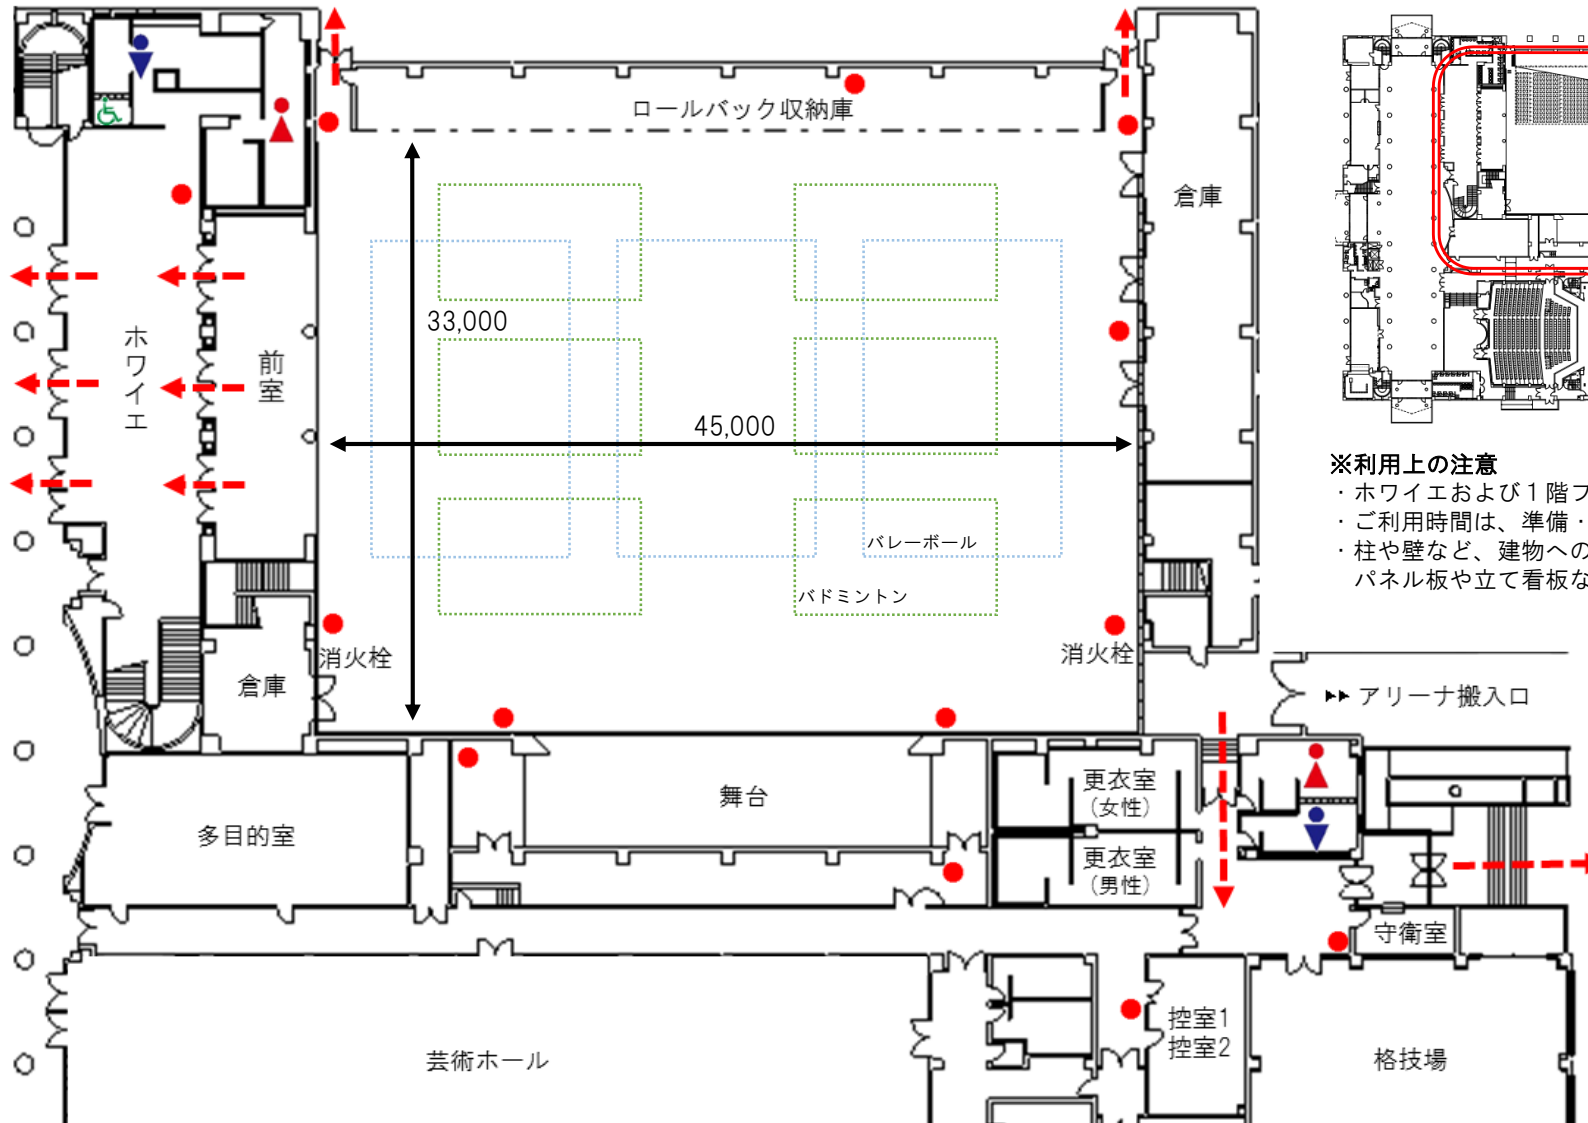 ロールバック収納庫
倉庫
33,000
ホワイエ
前室
45,000
※利用上の注意
・ホワイエおよび１階フ
・ご利用時間は、準備・
・柱や壁など、建物への
パネル板や立て看板な
バレーボール
バドミントン
消火栓
消火栓
倉庫
▸▸ アリーナ搬入口
舞台
更衣室
（女性）
多目的室
更衣室
（男性）
守衛室
控室1
控室2
芸術ホール
格技場